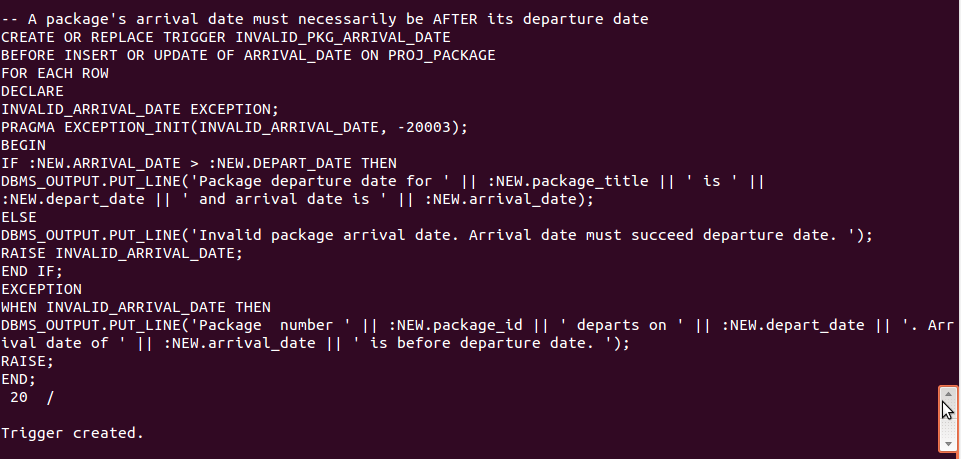 -- A package's arrival date must necessarily be AFTER its departure date
CREATE OR REPLACE TRIGGER INVALID_PKG_ARRIVAL_DATE
BEFORE INSERT OR UPDATE OF ARRIVAL_DATE ON PROJ_PACKAGE
FOR EACH ROW
DECLARE
INVALID_ARRIVAL_DATE EXCEPTION;
PRAGMA EXCEPTION_INIT(INVALID_ARRIVAL_DATE, -20003);
BEGIN
IF :NEW.ARRIVAL_DATE > :NEW.DEPART_DATE THEN
DBMS_OUTPUT.PUT_LINE('Package departure date for ' || :NEW.package_title || ' is ' ||
:NEW.depart_date || ' and arrival date is ' || :NEW.arrival_date);
ELSE
DBMS_OUTPUT.PUT_LINE('Invalid package arrival date. Arrival date must succeed departure date. ');
RAISE INVALID_ARRIVAL_DATE;
END IF;
EXCEPTION
WHEN INVALID_ARRIVAL_DATE THEN
DBMS_OUTPUT.PUT_LINE('Package  number ' || :NEW.package_id || ' departs on ' || :NEW.depart_date || '. Arr
ival date of ' || :NEW.arrival_date || ' is before departure date. ');
RAISE;
END;
 20  /
Trigger created.